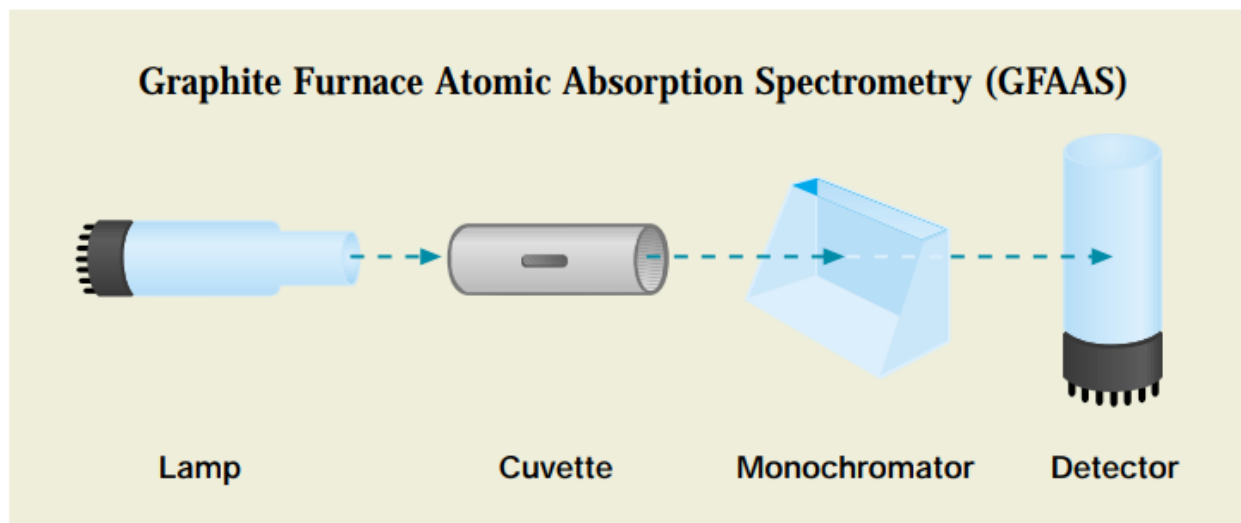 Graphite Furnace Atomic Absorption Spectrometry (GFAAS)
Lamp
Cuvette
Monochromator
Detector